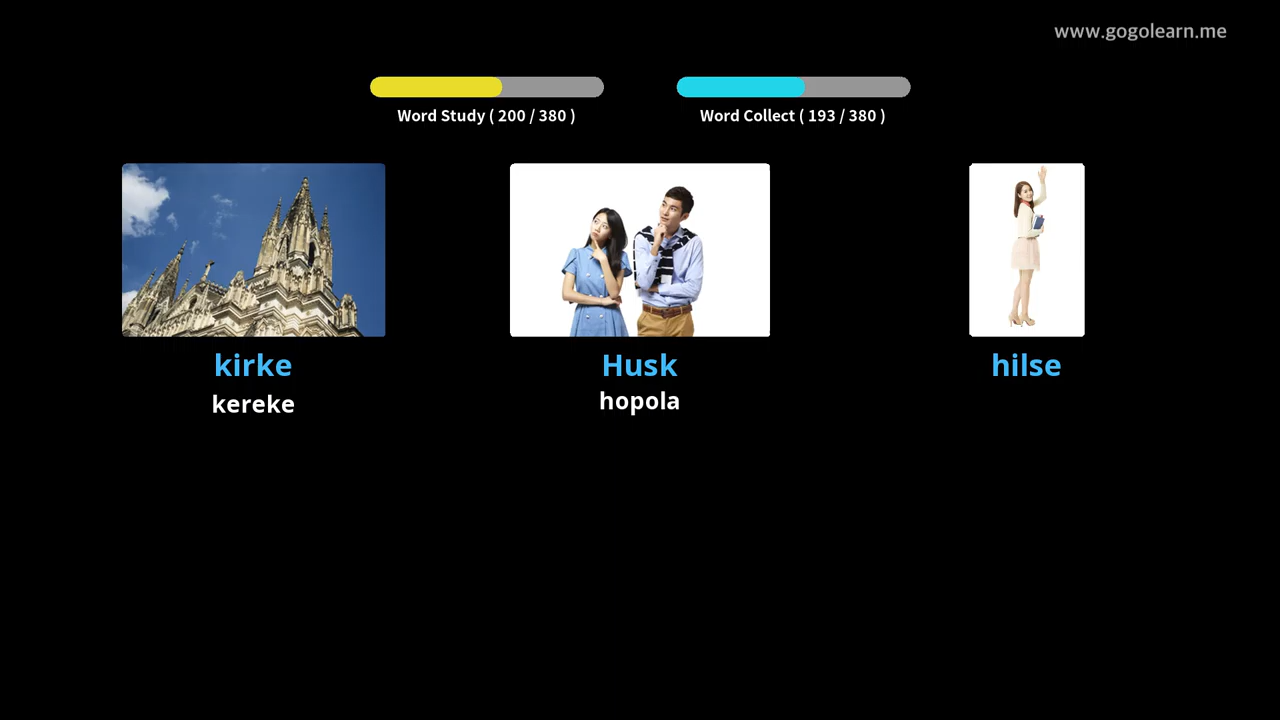 www.gogolearn.me
Word Study ( 200 / 380 )
Word Collect ( 193 / 380 )
kirke
Husk
hilse
kereke
hopola